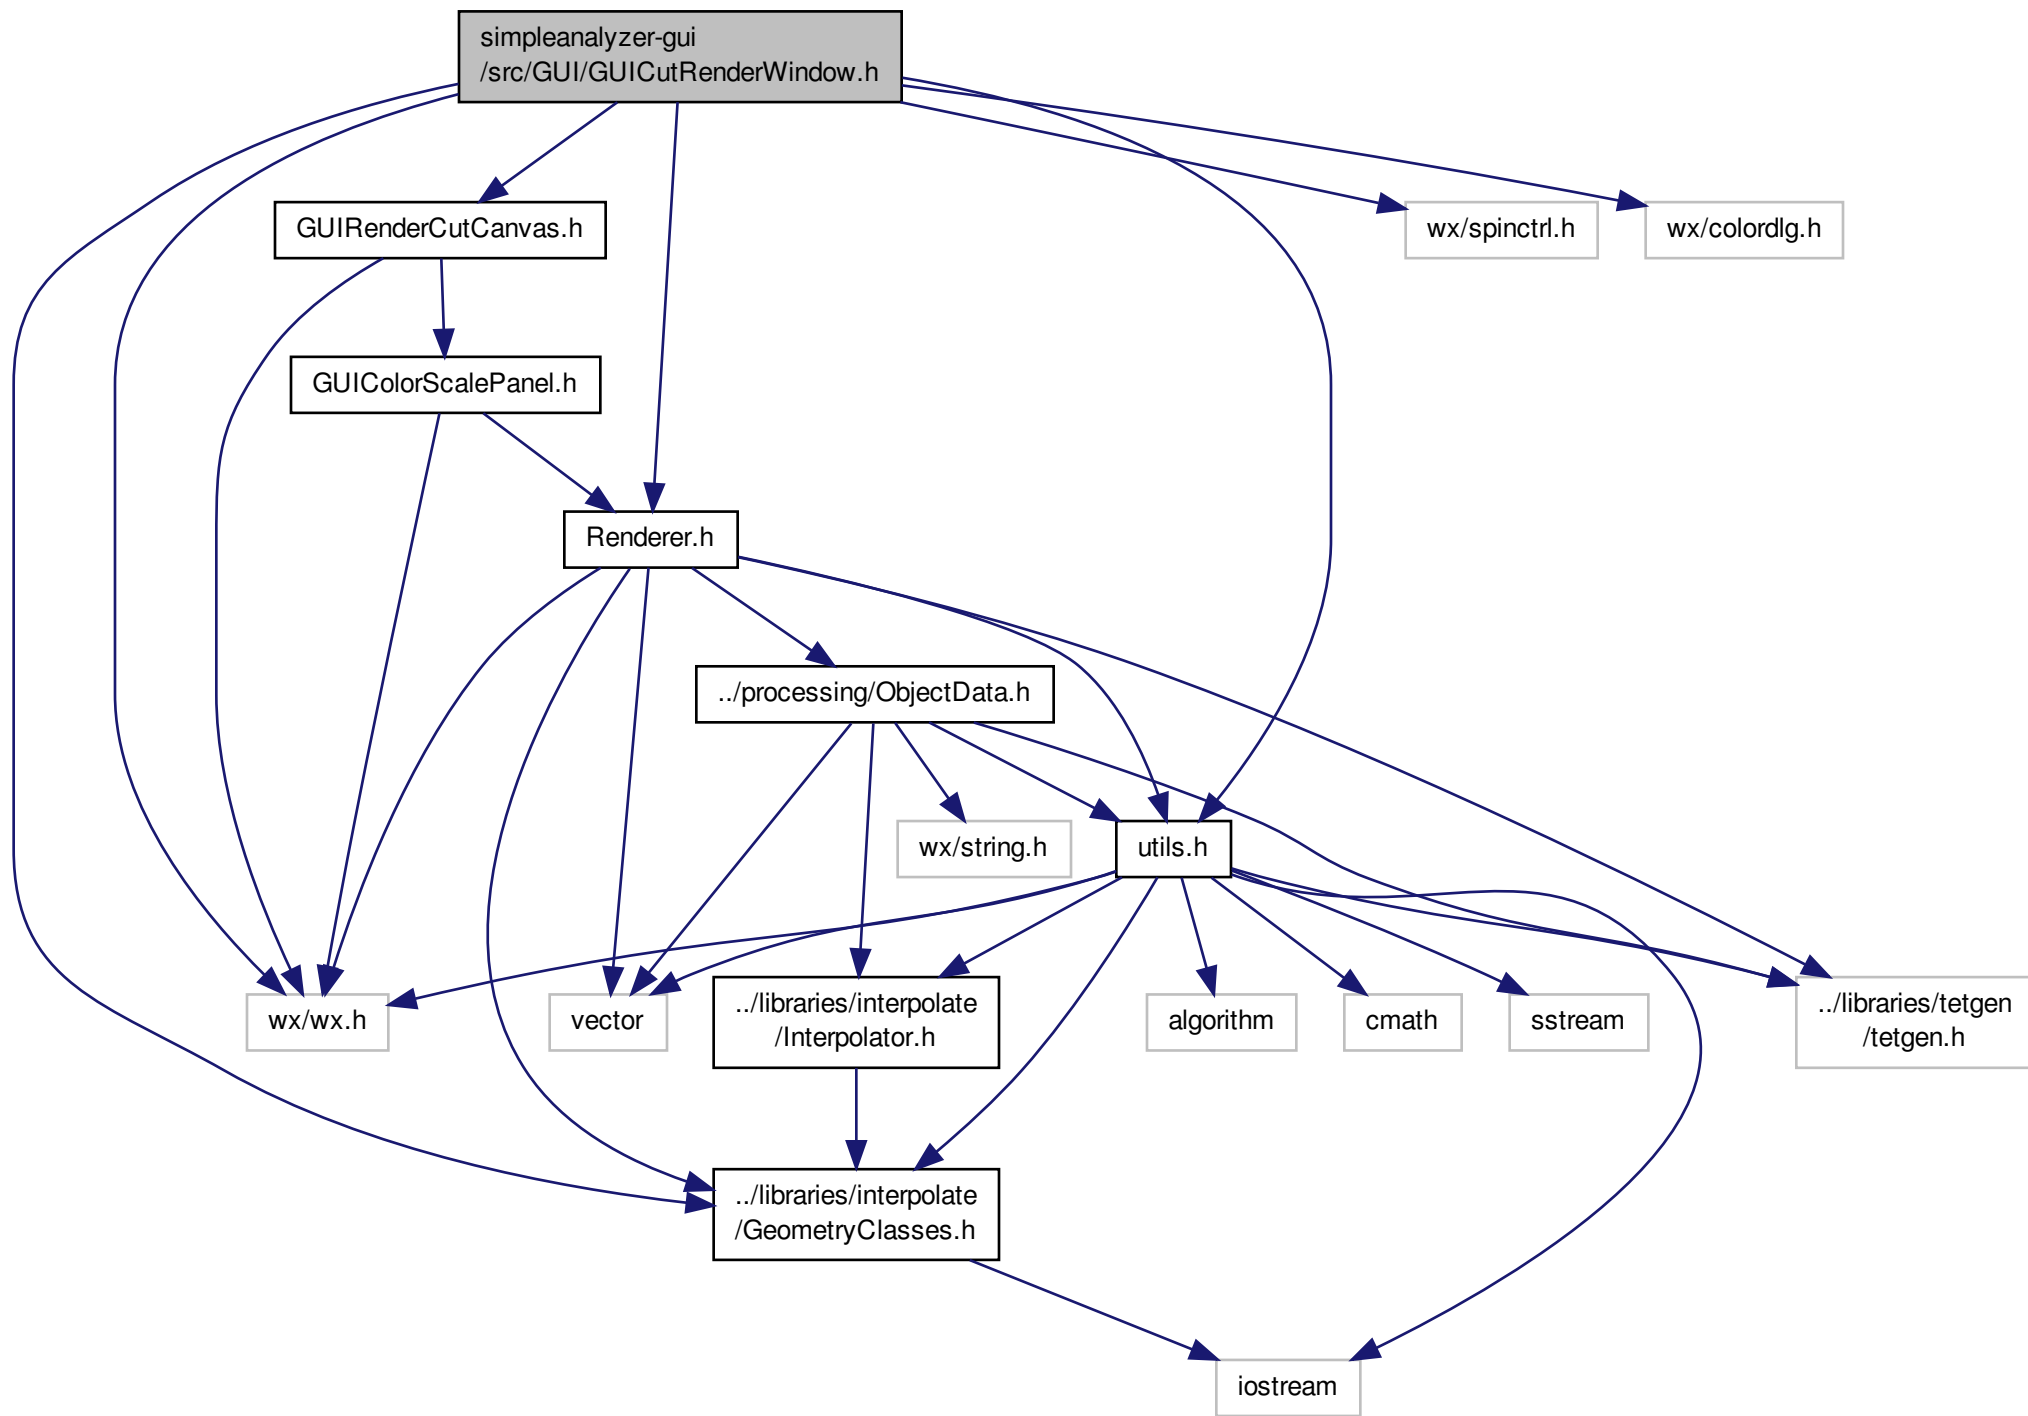 simpleanalyzer-gui
/src/GUI/GUICutRenderWindow.h
GUIRenderCutCanvas.h
wx/spinctrl.h
wx/colordlg.h
GUIColorScalePanel.h
Renderer.h
../processing/ObjectData.h
wx/string.h
utils.h
wx/wx.h
vector
../libraries/interpolate
/Interpolator.h
algorithm
cmath
sstream
../libraries/tetgen
/tetgen.h
../libraries/interpolate
/GeometryClasses.h
iostream